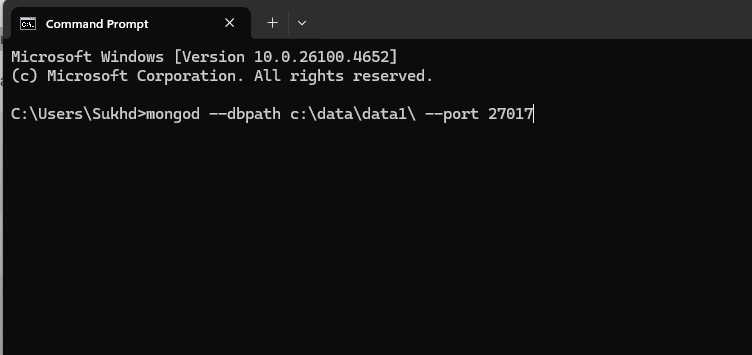 Command Prompt
Microsoft Windows [Version 10.0.26100.4652]
(c) Microsoft Corporation. All rights reserved.
C:\Users\Sukhd>mongod --dbpath c:\data\data1\ --port 27017